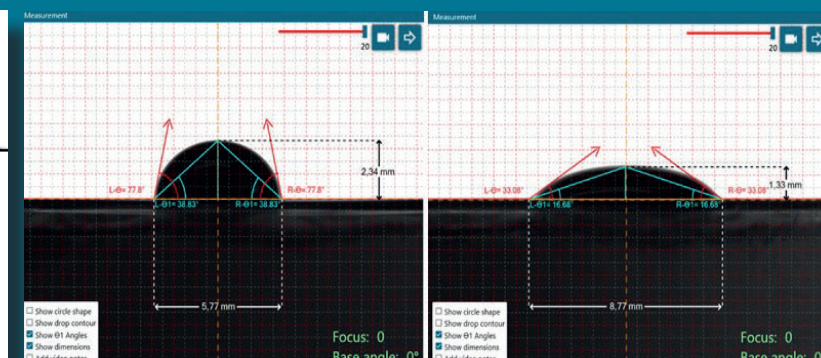 Measurement
20
2,34 mm
L-Θ= 77.8°
R-Θ= 77.8°
L-Θ1= 38.83°
R-Θ1= 38.83°
5,77 mm
Show circle shape
Show drop contour
Show Θ1 Angles
Show dimensions
Focus: 0
Base angle: 0°
Measurement
20
L-Θ= 33.08°
R-Θ= 33.08°
1,33 mm
L-Θ1= 16.68°
R-Θ1= 16.68°
8,77 mm
Show circle shape
Show drop contour
Show Θ1 Angles
Show dimensions
Focus: 0
Base angle: 0°